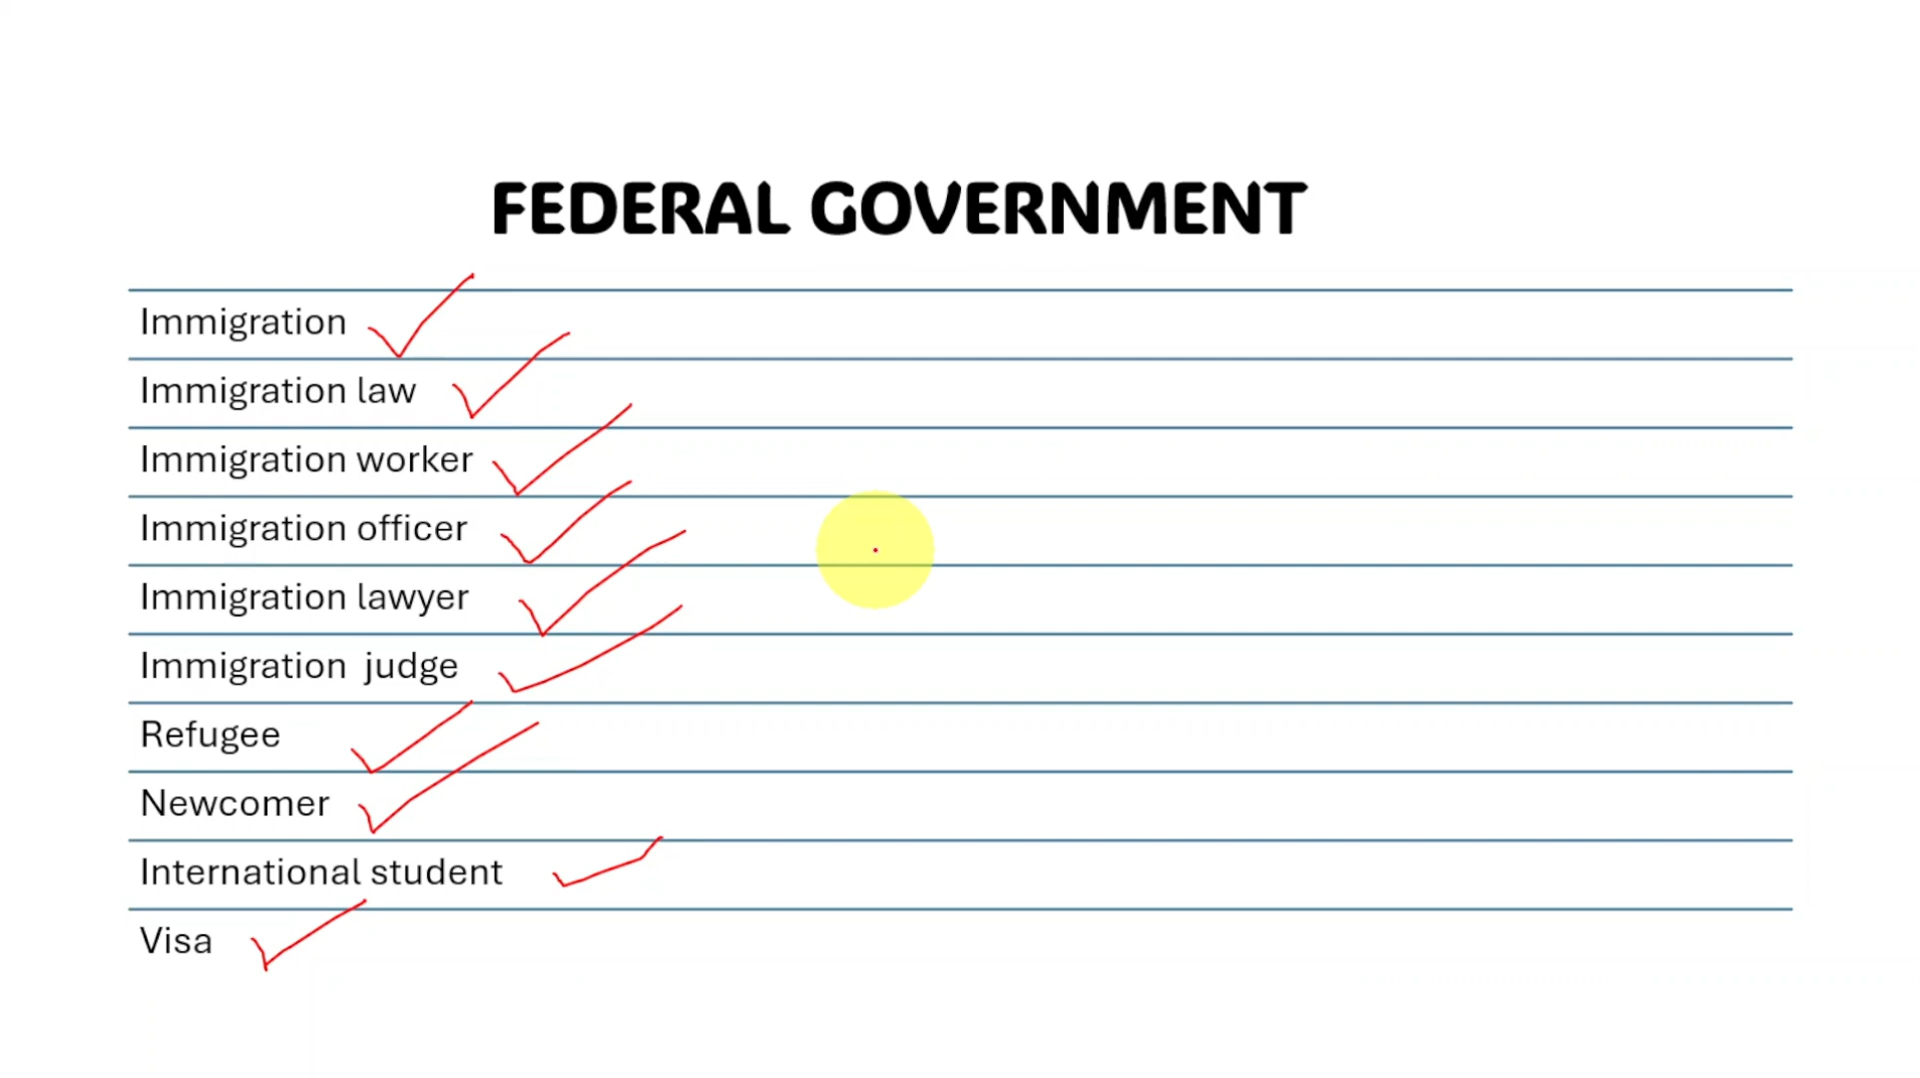 FEDERAL GOVERNMENT
Immigration
Immigration law
Immigration worker
Immigration officer
Immigration lawyer
Immigration judge
Refugee
Newcomer
International student
Visa